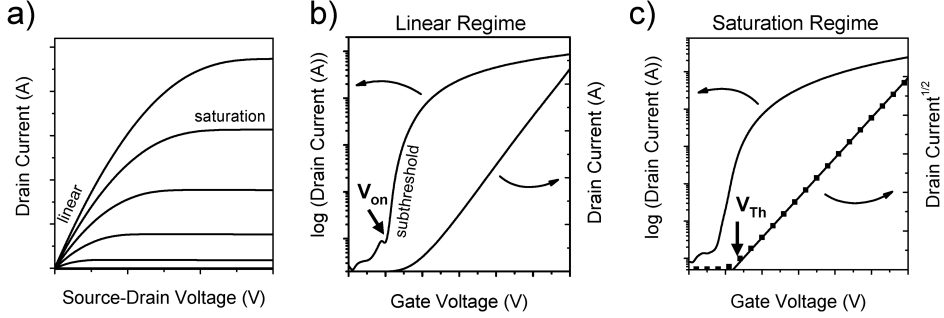 a)
Drain Current (A)
linear
saturation
Source-Drain Voltage (V)
b)
Linear Regime
log (Drain Current (A))
Von
subthreshold
Drain Current (A)
Gate Voltage (V)
c)
Saturation Regime
log (Drain Current (A))
VTh
Drain Current1/2
Gate Voltage (V)